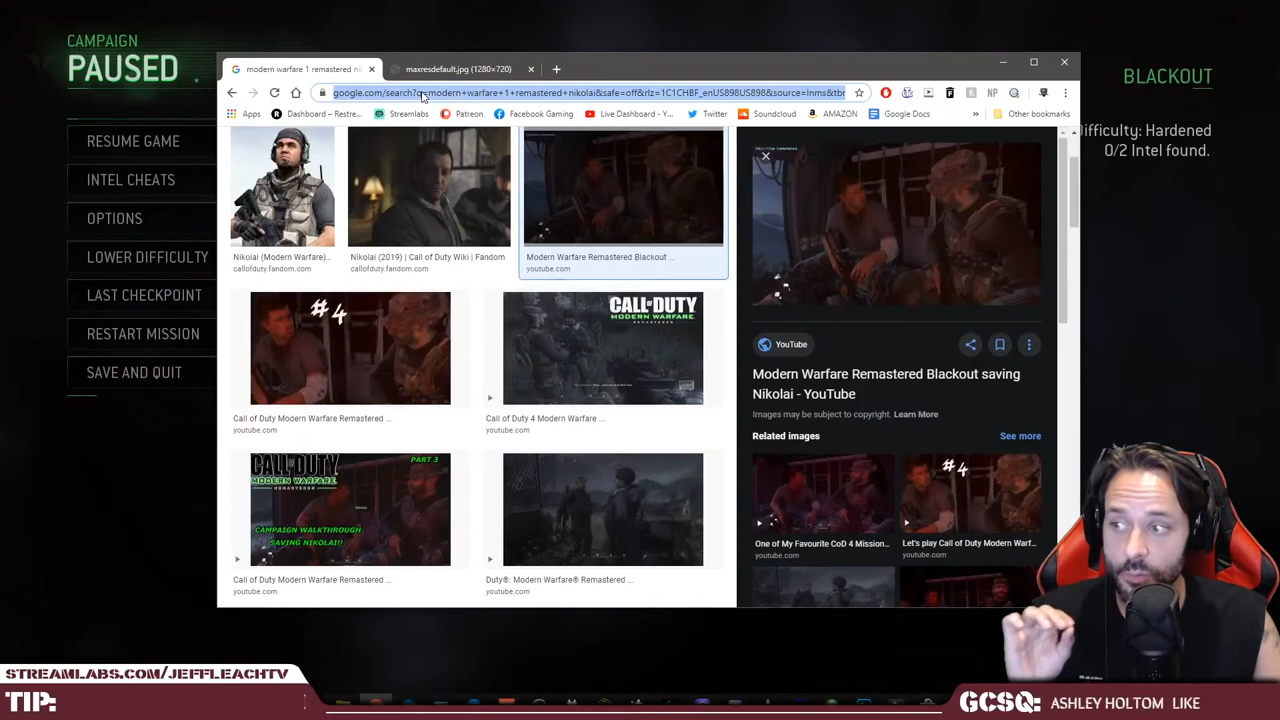 CAMPAIGN
PAUSED
RESUME GAME
INTEL CHEATS
OPTIONS
LOWER DIFFICULTY
LAST CHECKPOINT
RESTART MISSION
SAVE AND QUIT
BLACKOUT
Difficulty: Hardened
0/2 Intel found.
modern warfare 1 remastered ni
maxresdefault.jpg (1280×720)
google.com/search?q=modern+warfare+1+remastered+nikolai&safe=off&rlz=1C1CHBF_enUS898US898&source=lnms&tbr
Apps
Dashboard – Restre...
Streamlabs
Patreon
Facebook Gaming
Live Dashboard - Y...
Twitter
Soundcloud
AMAZON
Google Docs
»
Other bookmarks
NP
Nikolai (Modern Warfare)...
callofduty.fandom.com
Nikolai (2019) | Call of Duty Wiki | Fandom
callofduty.fandom.com
Modern Warfare Remastered Blackout ...
youtube.com
#4
Call of Duty Modern Warfare Remastered ...
youtube.com
CALL OF DUTY
MODERN WARFARE
REMASTERED
Call of Duty 4 Modern Warfare ...
youtube.com
CALL OF DUTY
MODERN WARFARE.
REMASTERED
PART 3
CAMPAIGN WALKTHROUGH:
SAVING NIKOLAI!!
Call of Duty Modern Warfare Remastered ...
youtube.com
Duty®: Modern Warfare® Remastered ...
youtube.com
YouTube
Modern Warfare Remastered Blackout saving
Nikolai - YouTube
Images may be subject to copyright. Learn More
Related images
See more
One of My Favourite CoD 4 Mission...
youtube.com
#4
Let's play Call of Duty Modern Warf...
youtube.com
STREAMLABS.COM/JEFFLEACHTV
TIP:
GCSQ:
ASHLEY HOLTOM LIKE